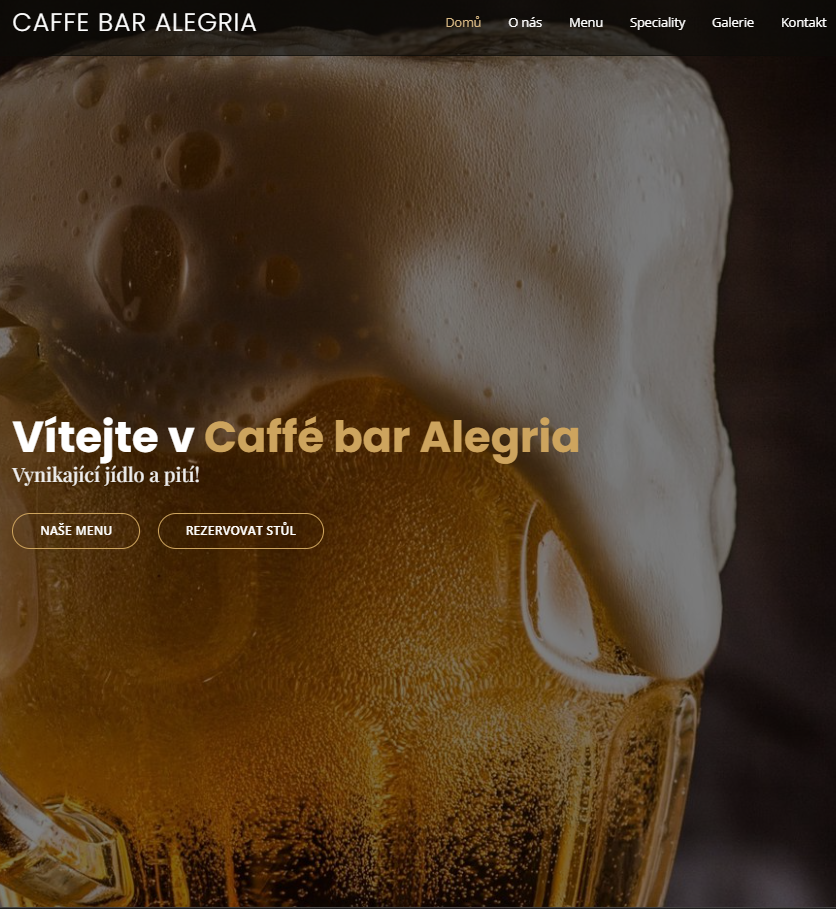 CAFFE BAR ALEGRIA
Domů O nás Menu Speciality Galerie Kontakt
Vítejte v Caffé bar Alegria
Vynikající jídlo a pití!
NAŠE MENU REZERVOVAT STŮL